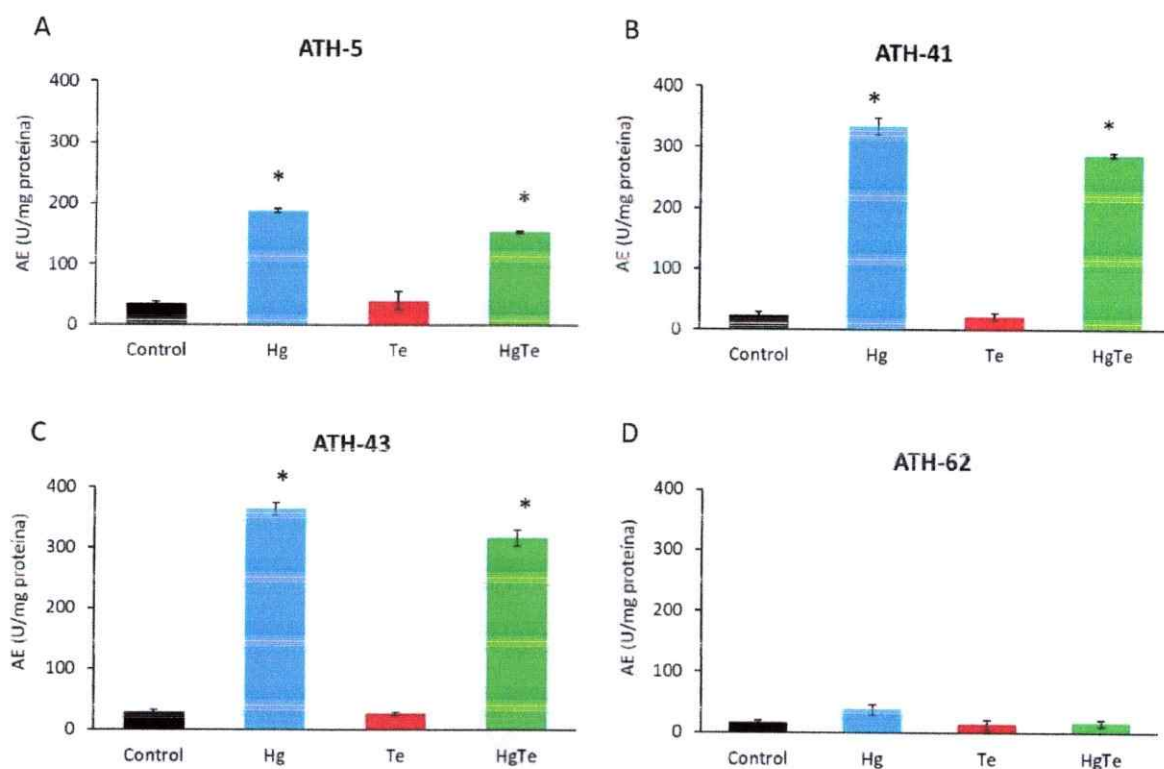 A
ATH-5
AE (U/mg proteína)
400
300
200
100
0
*
*
Control Hg Te HgTe
B
ATH-41
AE (U/mg proteína)
400
300
200
100
0
*
*
Control Hg Te HgTe
C
ATH-43
AE (U/mg proteína)
400
300
200
100
0
*
*
Control Hg Te HgTe
D
ATH-62
AE (U/mg proteína)
400
300
200
100
0
Control Hg Te HgTe